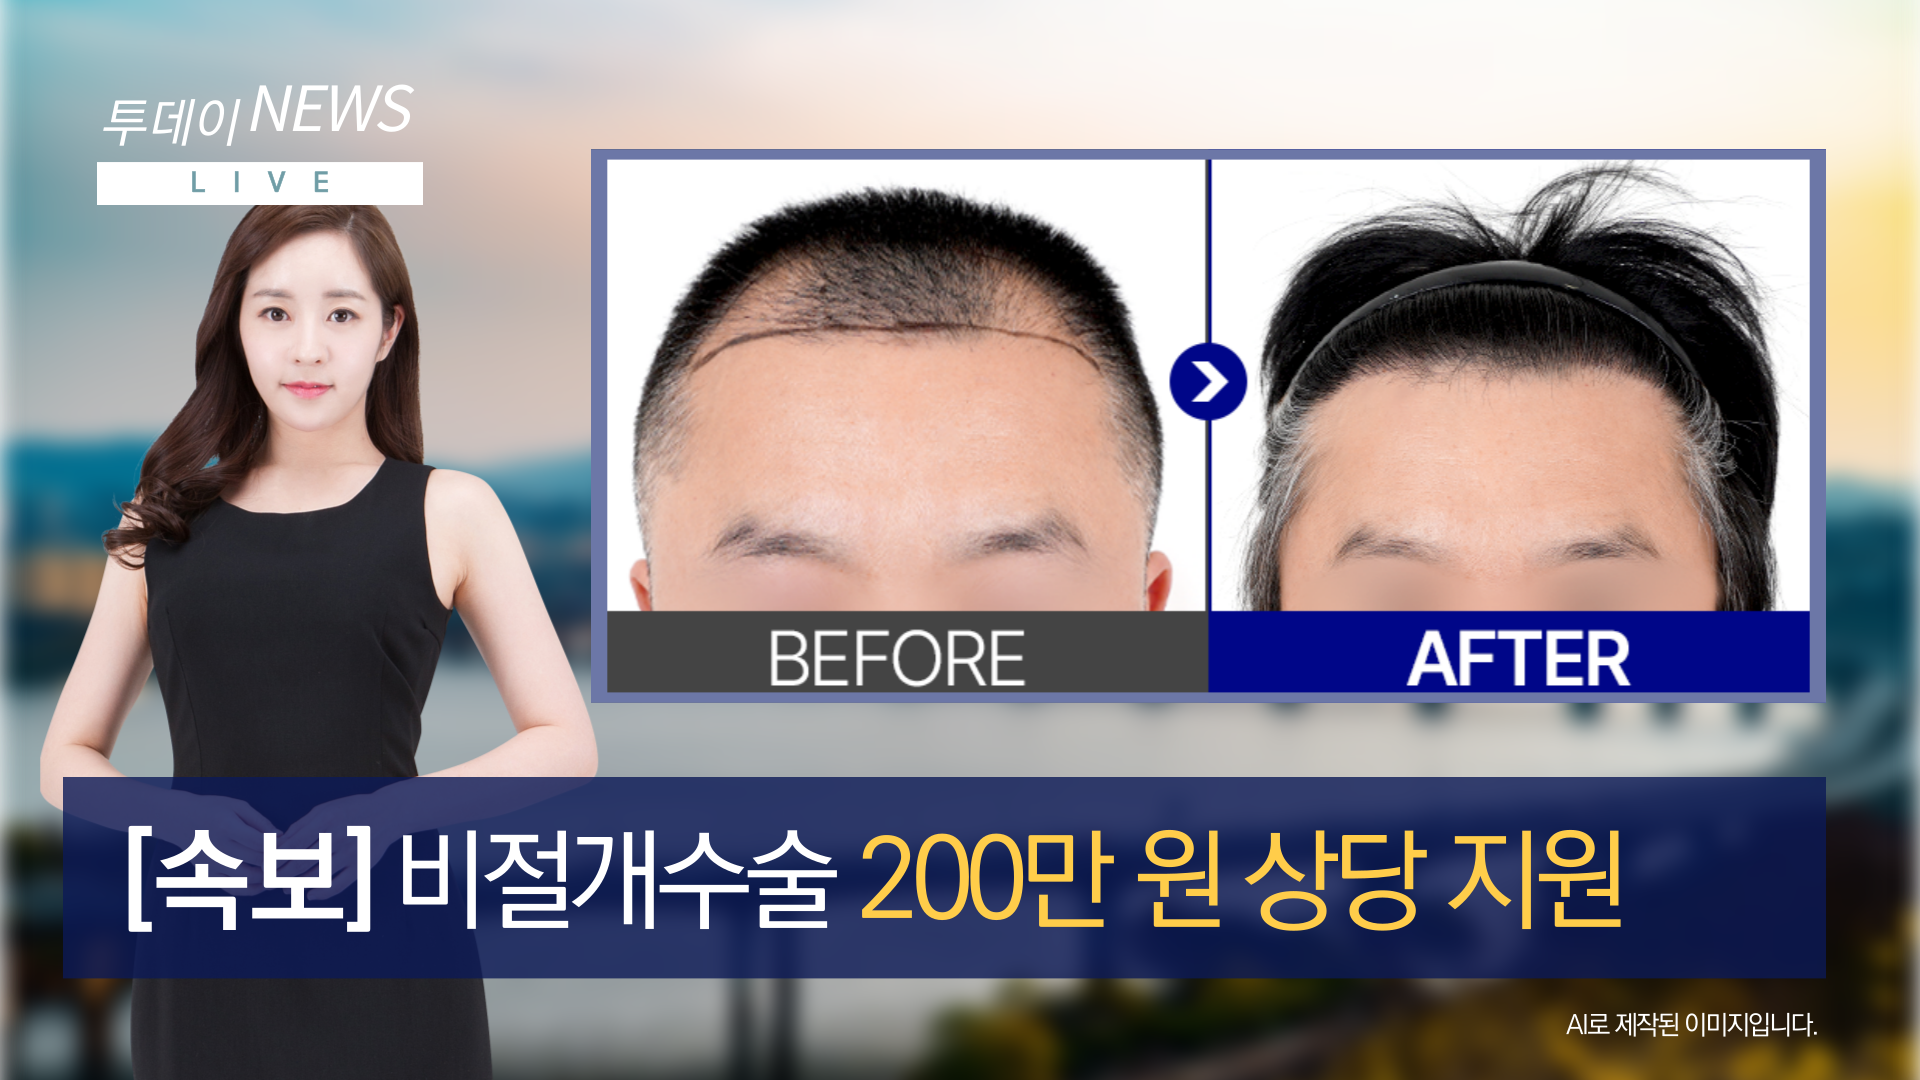 투데이 NEWS
LIVE
BEFORE
AFTER
[속보] 비절개수술 200만 원 상당 지원
AI로 제작된 이미지입니다.